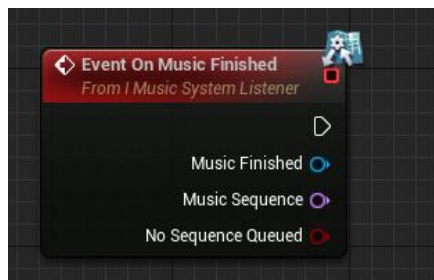 Event On Music Finished
From I Music System Listener
Music Finished
Music Sequence
No Sequence Queued